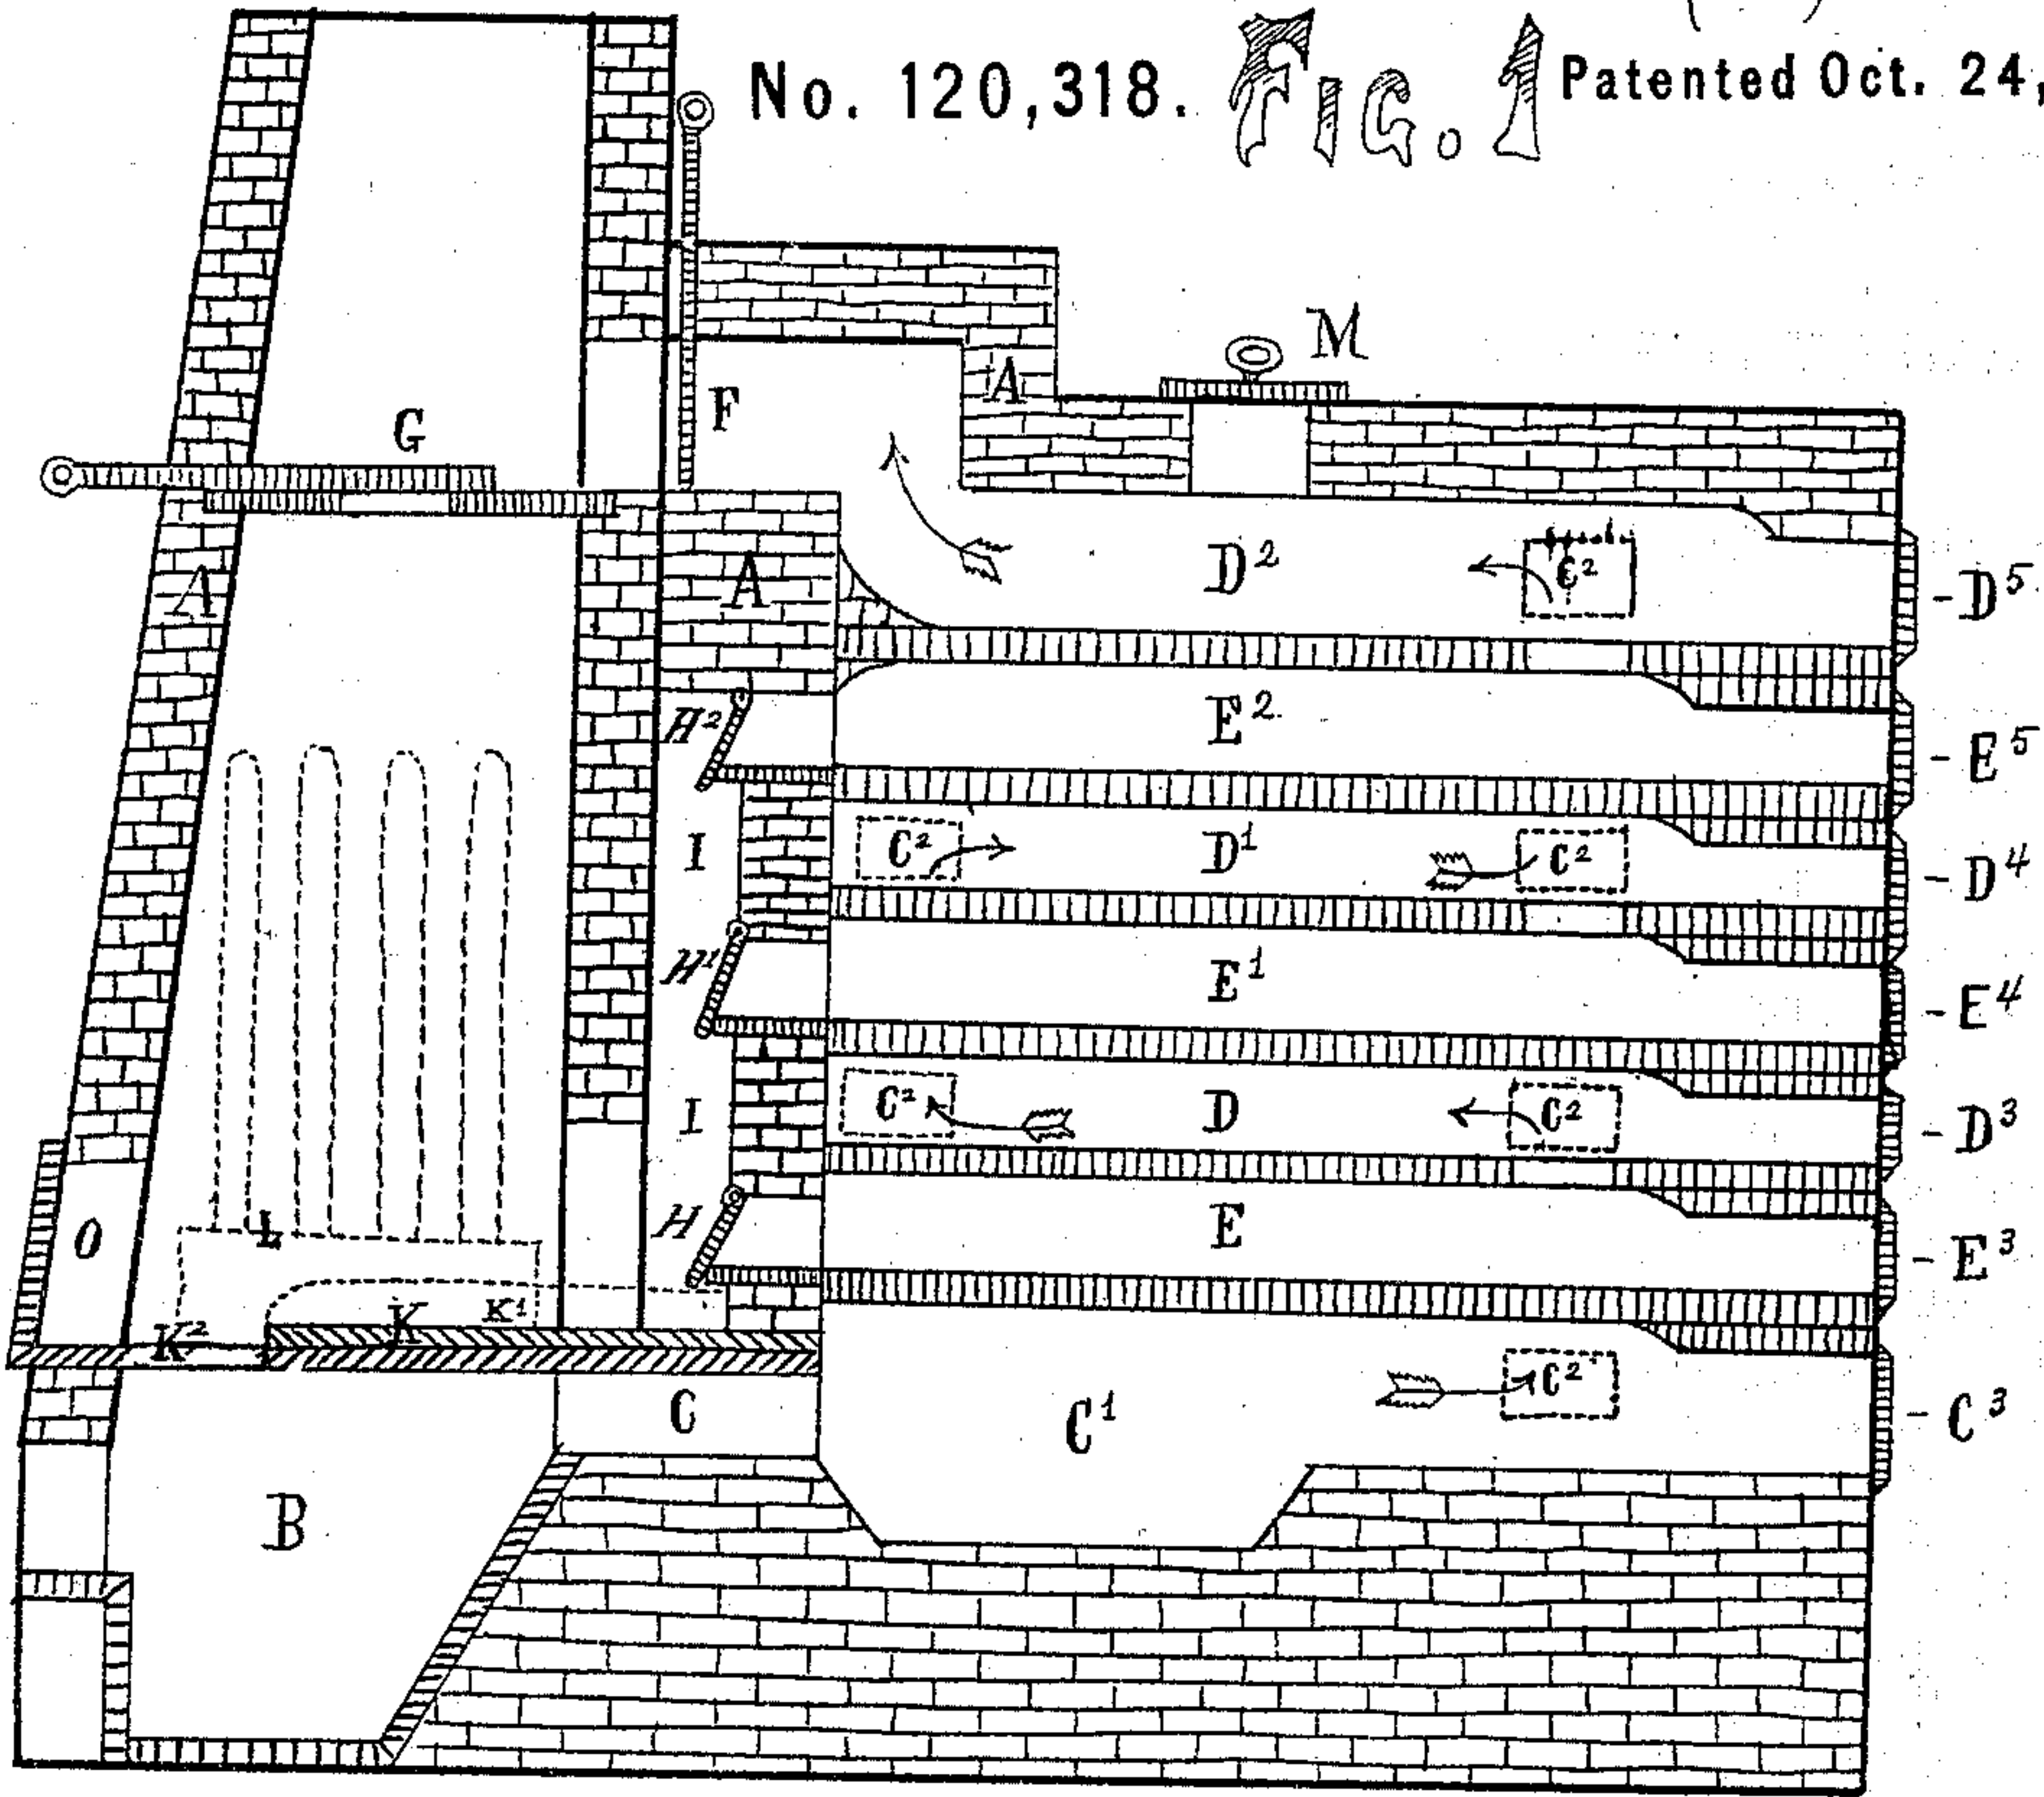 No. 120,318. FIG. 1 Patented Oct. 24,
M
F
A
G
D² C² - D⁵.
A A
H² E². - E⁵
I C² D¹ C² - D⁴
H¹ E¹ - E⁴
I C² D C² - D³
H E - E³
L
O
K² K K¹
C C¹ C² - C³
B